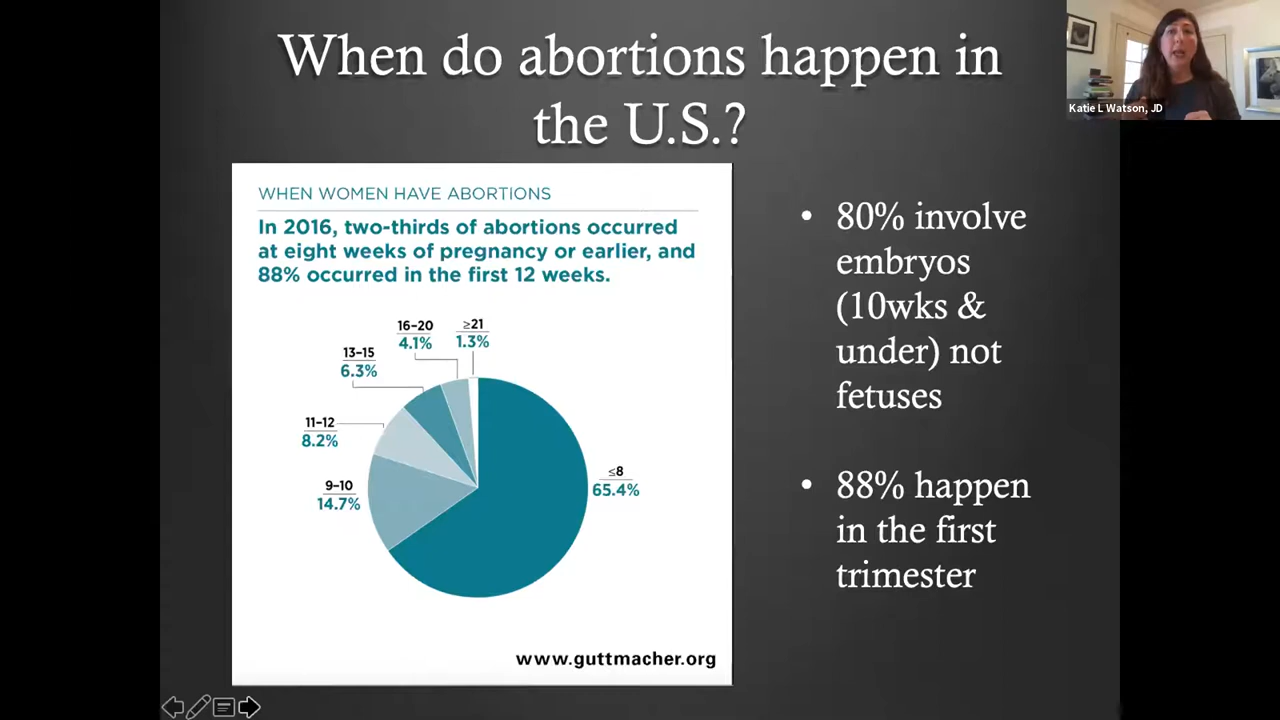 When do abortions happen in
the U.S.?
Katie L Watson, JD
WHEN WOMEN HAVE ABORTIONS
In 2016, two-thirds of abortions occurred
at eight weeks of pregnancy or earlier, and
88% occurred in the first 12 weeks.
≥21
1.3%
16–20
4.1%
13–15
6.3%
11–12
8.2%
9–10
14.7%
≤8
65.4%
www.guttmacher.org
• 80% involve
embryos
(10wks &
under) not
fetuses
• 88% happen
in the first
trimester